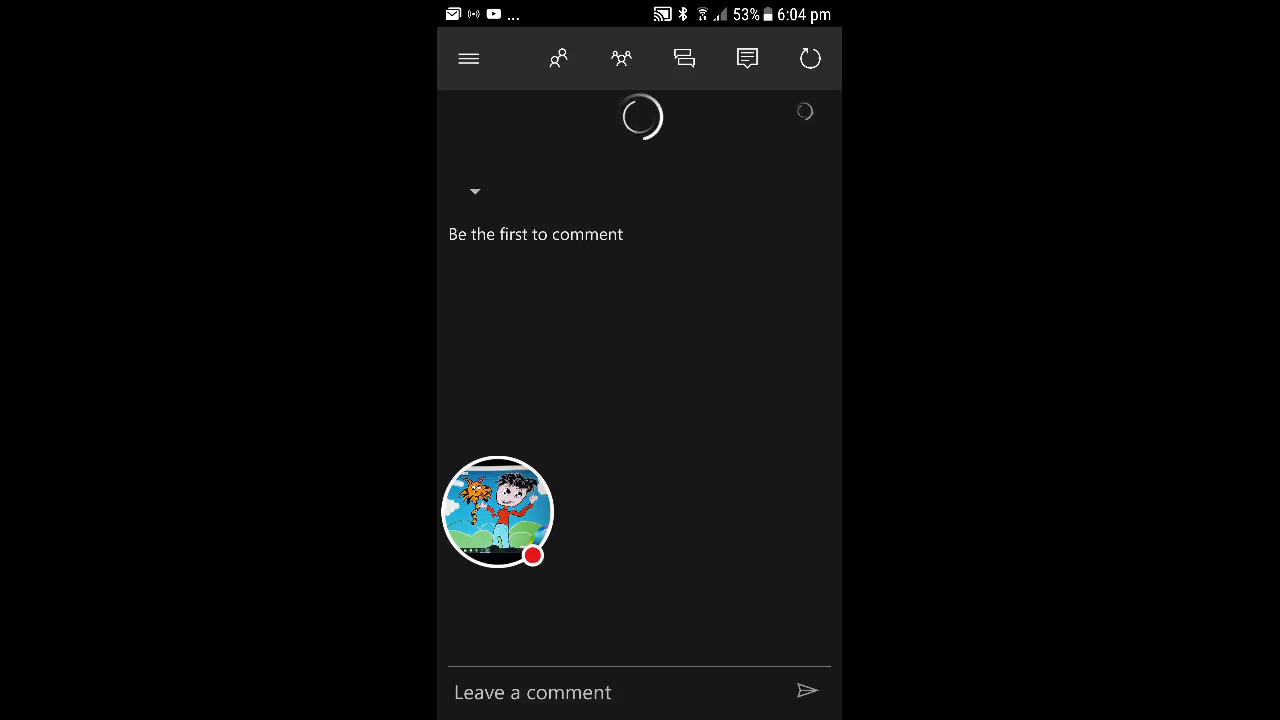 ... 53% 6:04 pm
Be the first to comment
Leave a comment